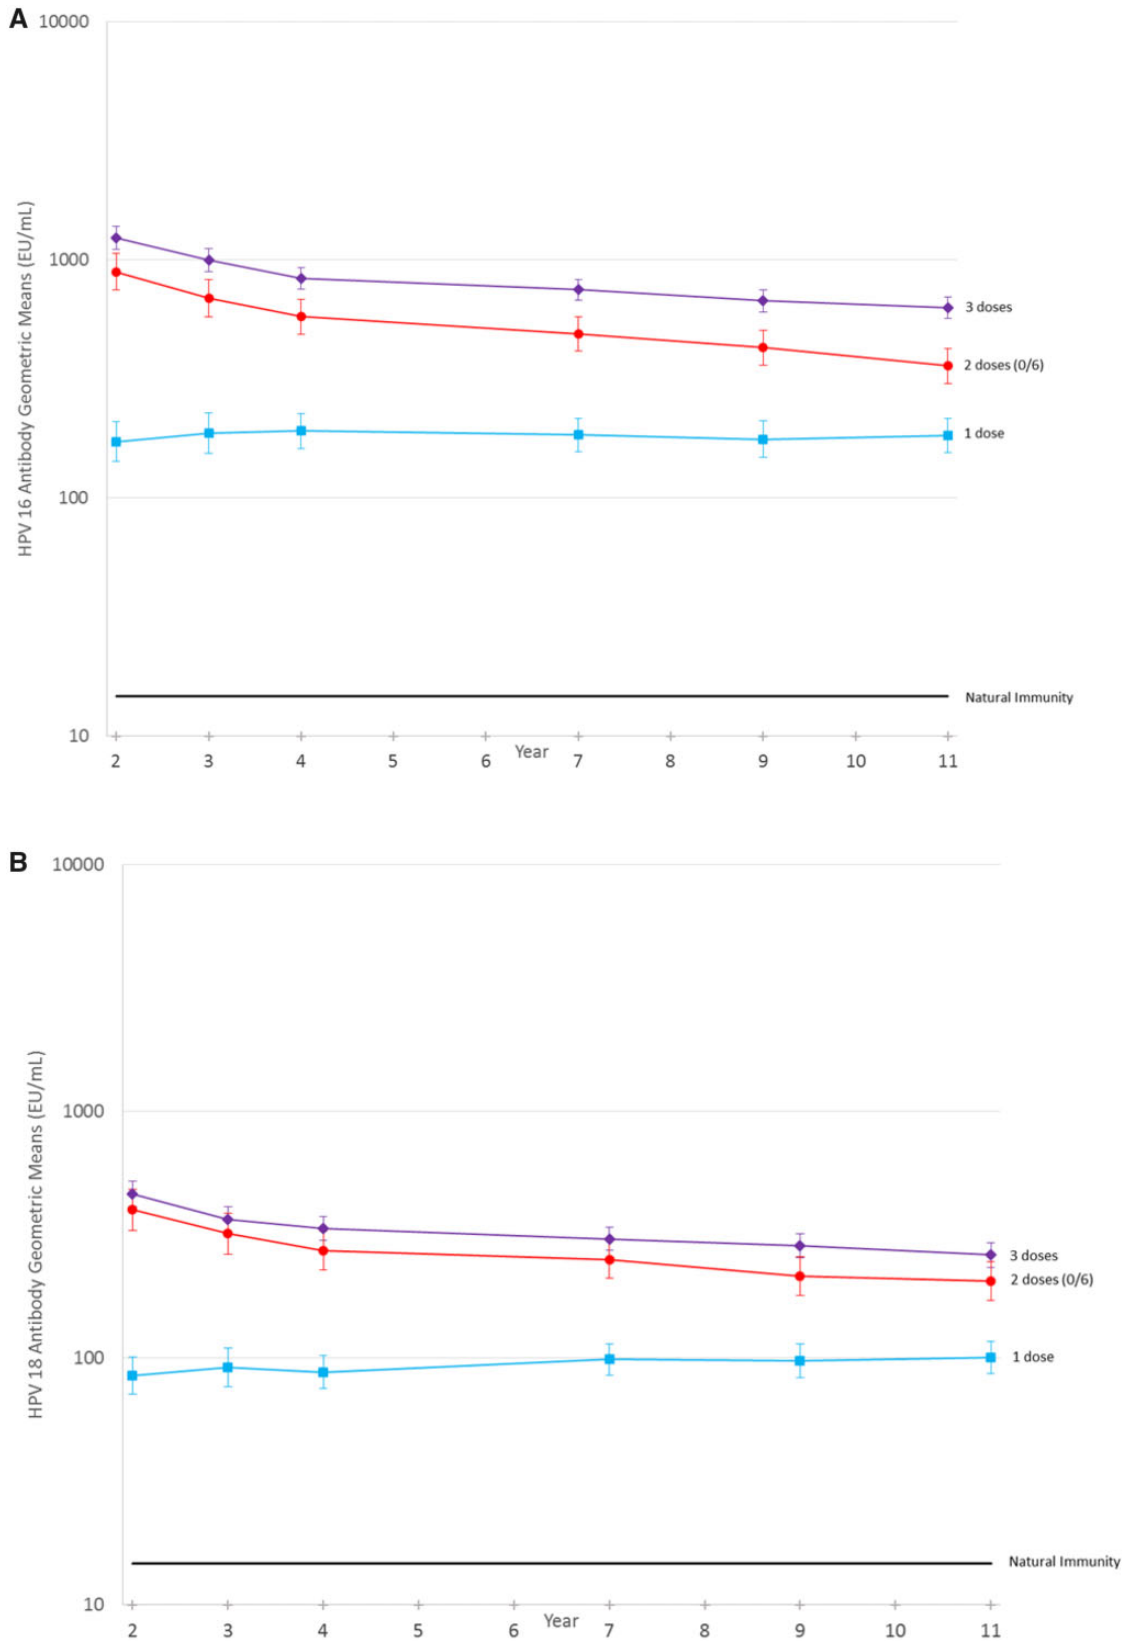 A
10000
1000
100
10
HPV 16 Antibody Geometric Means (EU/mL)
3 doses
2 doses (0/6)
1 dose
Natural Immunity
2 3 4 5 6 7 8 9 10 11
Year
B
10000
1000
100
10
HPV 18 Antibody Geometric Means (EU/mL)
3 doses
2 doses (0/6)
1 dose
Natural Immunity
2 3 4 5 6 7 8 9 10 11
Year